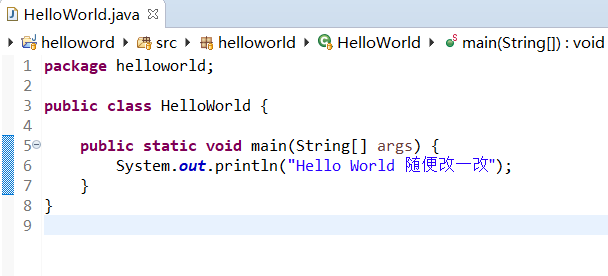 HelloWorld.java
helloword src helloworld HelloWorld main(String[]) : void
1 package helloworld;
2
3 public class HelloWorld {
4
5 public static void main(String[] args) {
6 System.out.println("Hello World 随便改一改");
7 }
8 }
9